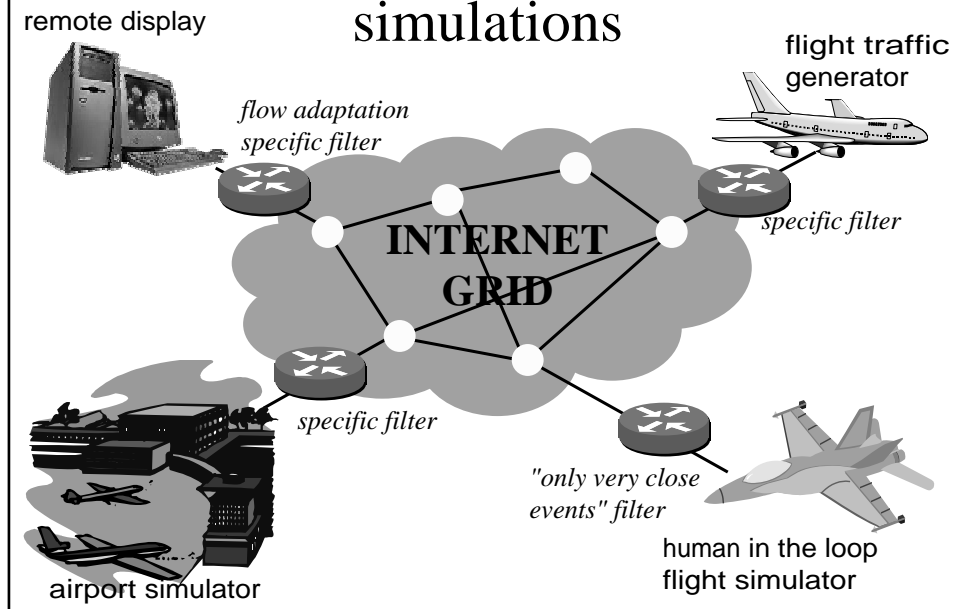 simulations
remote display
flight traffic
generator
flow adaptation
specific filter
specific filter
INTERNET
GRID
specific filter
"only very close
events" filter
human in the loop
flight simulator
airport simulator